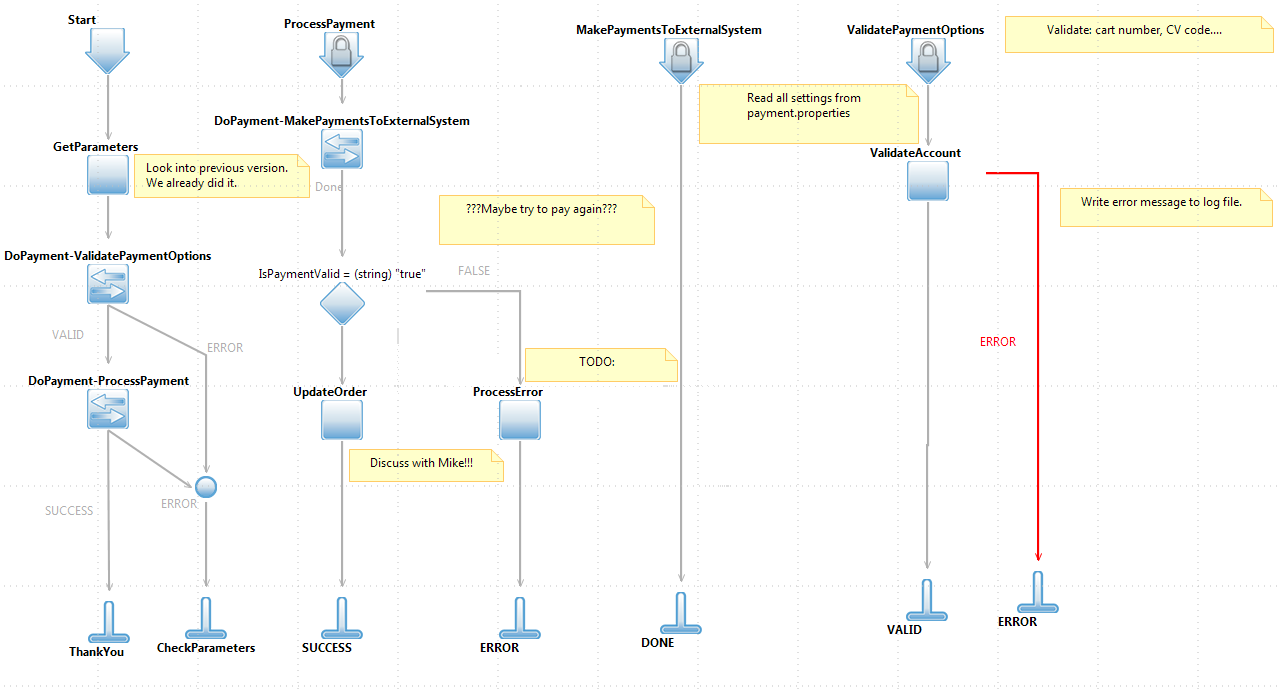 Start
ProcessPayment
MakePaymentsToExternalSystem
ValidatePaymentOptions
Validate: cart number, CV code....
Read all settings from
payment.properties
DoPayment-MakePaymentsToExternalSystem
GetParameters
ValidateAccount
Look into previous version.
We already did it.
Done
???Maybe try to pay again???
Write error message to log file.
DoPayment-ValidatePaymentOptions
IsPaymentValid = (string) "true"
FALSE
VALID
ERROR
ERROR
TODO:
DoPayment-ProcessPayment
UpdateOrder
ProcessError
Discuss with Mike!!!
SUCCESS
ERROR
ThankYou
CheckParameters
SUCCESS
ERROR
DONE
VALID
ERROR